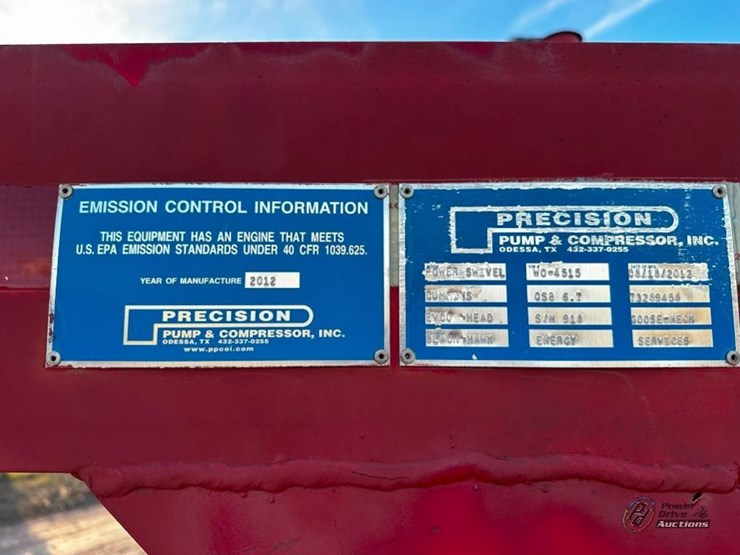 EMISSION CONTROL INFORMATION
THIS EQUIPMENT HAS AN ENGINE THAT MEETS
U.S. EPA EMISSION STANDARDS UNDER 40 CFR 1039.625.
YEAR OF MANUFACTURE 2012
PRECISION
PUMP & COMPRESSOR, INC.
ODESSA, TX 432-337-0255
www.ppcoi.com
PRECISION
PUMP & COMPRESSOR, INC.
ODESSA, TX 432-337-0255
POWER SWIVEL WO-4515
CUMMINS QSB 6.7
HEAD S/N 918 GOOSE-NECK
HAWK ENERGY SERVICES
Power
Drive
Auctions